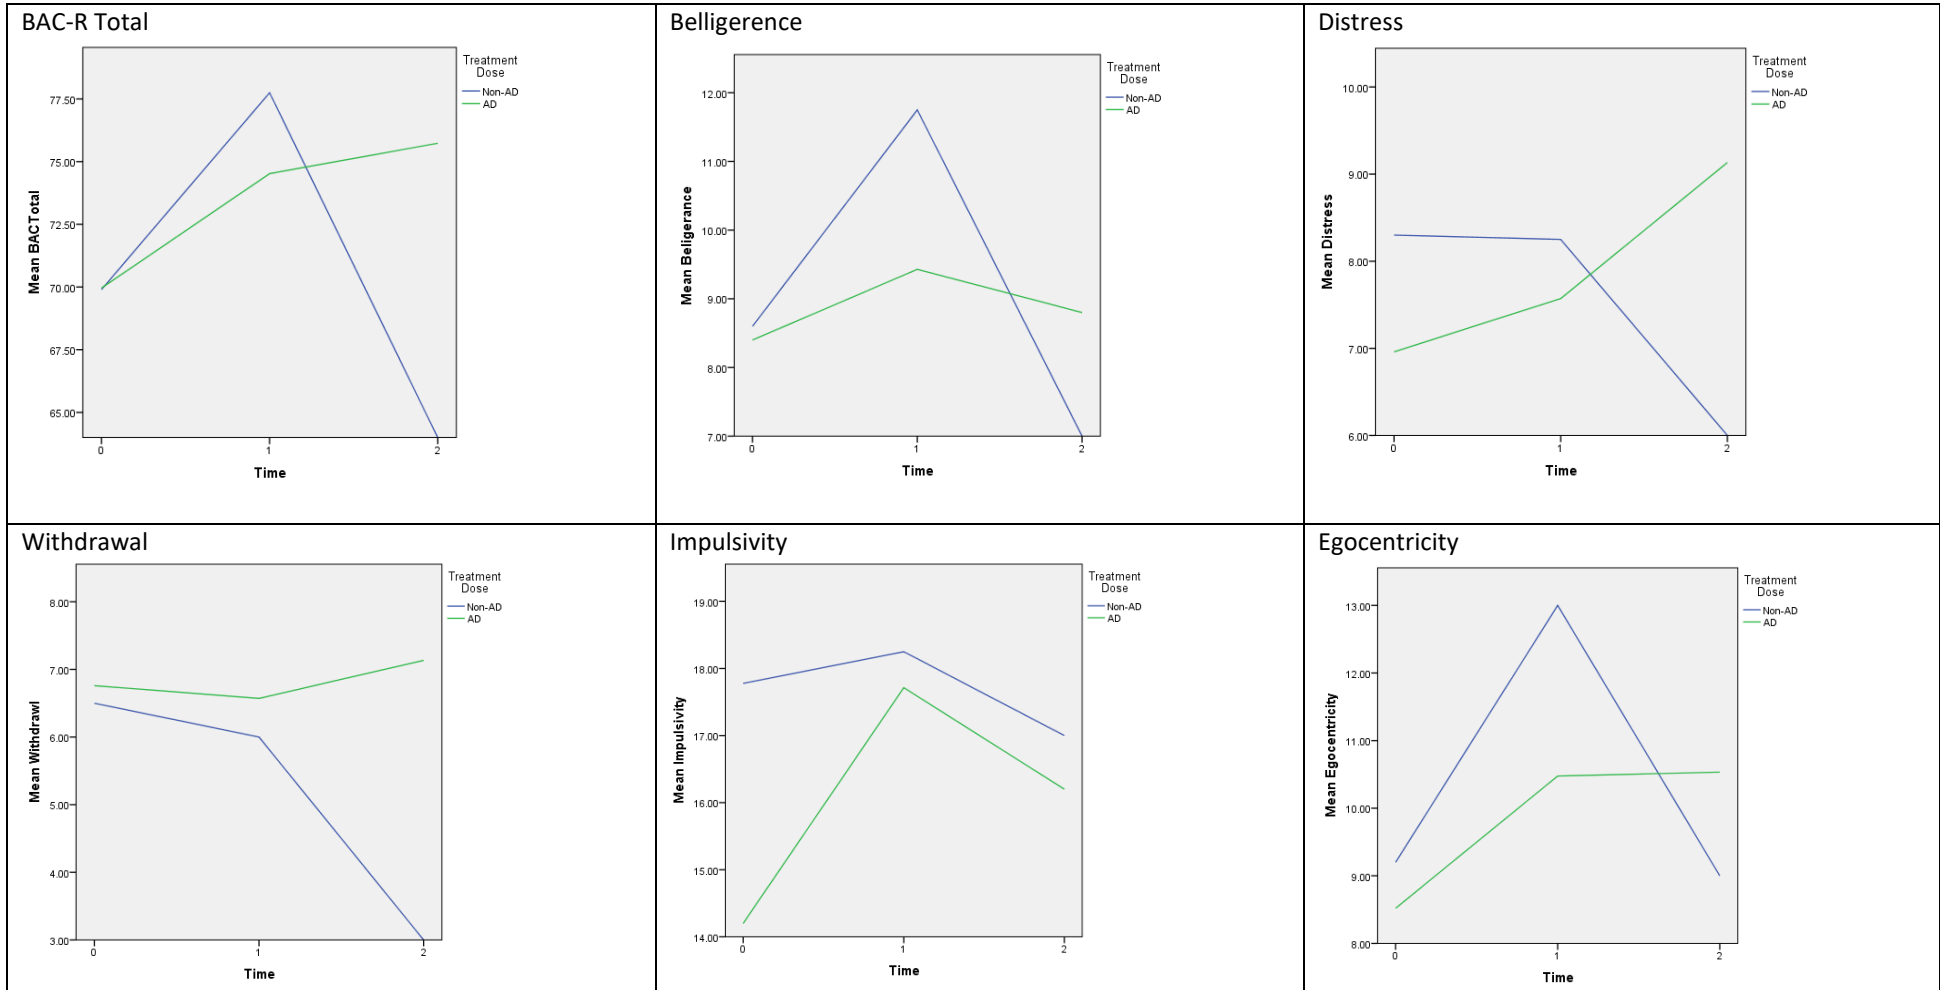 BAC-R Total
Treatment
Dose
Non-AD
AD
77.50
75.00
72.50
70.00
67.50
65.00
Mean BACTotal
0
1
2
Time
Belligerence
Treatment
Dose
Non-AD
AD
12.00
11.00
10.00
9.00
8.00
7.00
Mean Beligerance
0
1
2
Time
Distress
Treatment
Dose
Non-AD
AD
10.00
9.00
8.00
7.00
6.00
Mean Distress
0
1
2
Time
Withdrawal
Treatment
Dose
Non-AD
AD
8.00
7.00
6.00
5.00
4.00
3.00
Mean Withdrawl
0
1
2
Time
Impulsivity
Treatment
Dose
Non-AD
AD
19.00
18.00
17.00
16.00
15.00
14.00
Mean Impulsivity
0
1
2
Time
Egocentricity
Treatment
Dose
Non-AD
AD
13.00
12.00
11.00
10.00
9.00
8.00
Mean Egocentricity
0
1
2
Time